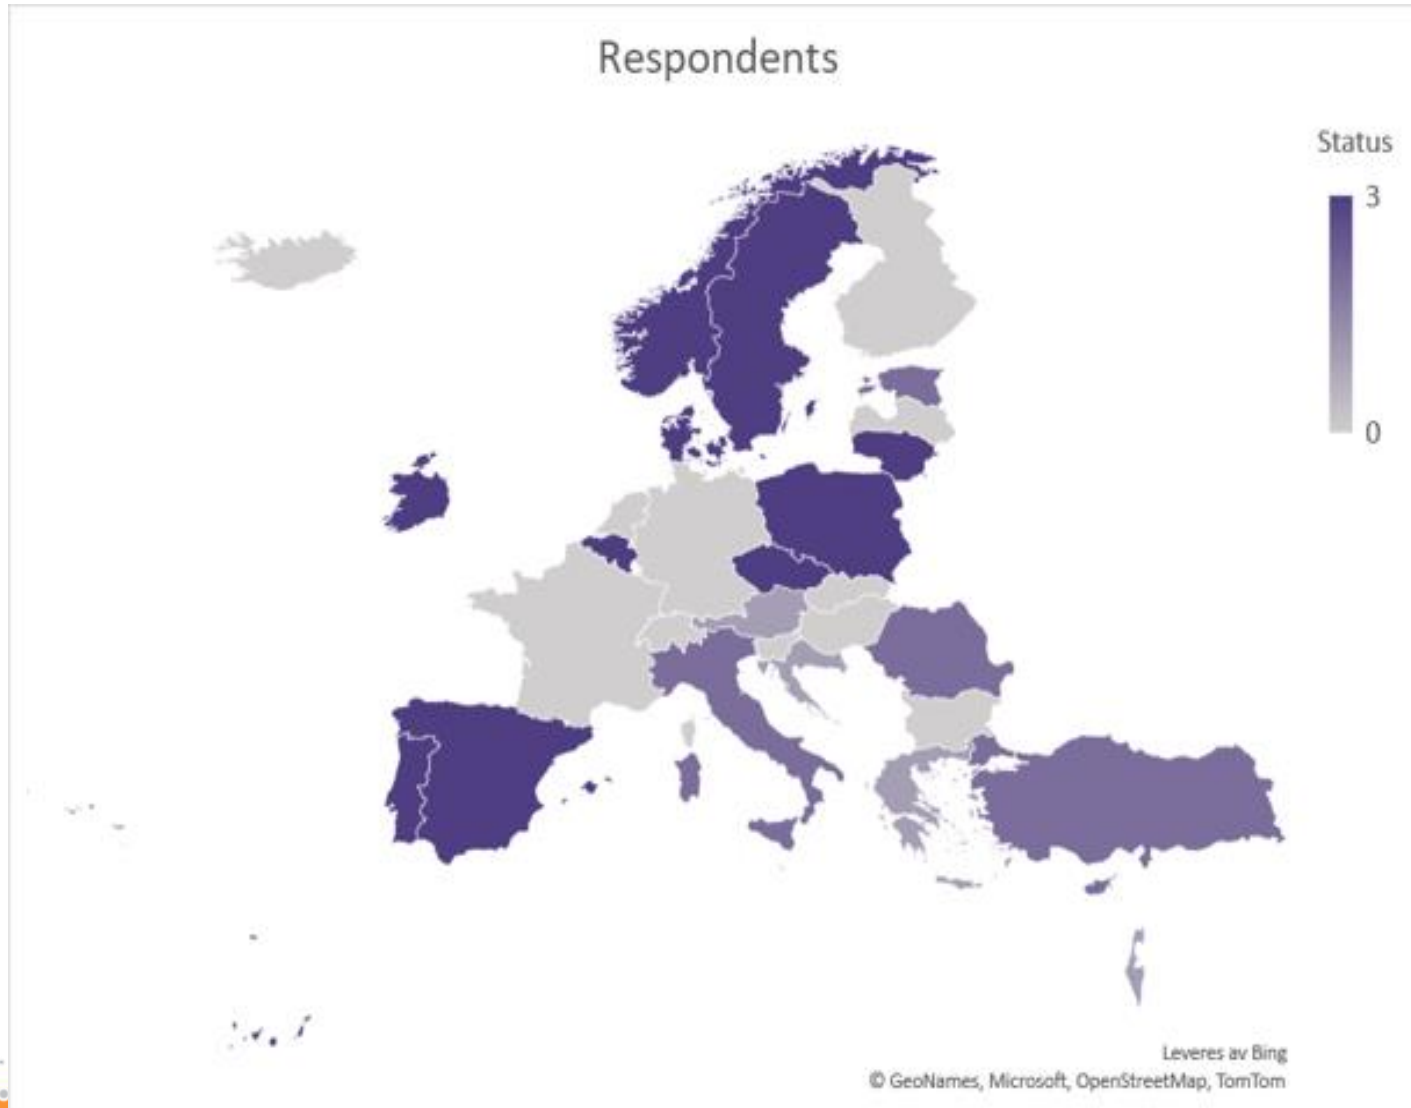 Respondents
Status
3
0
Leveres av Bing
© GeoNames, Microsoft, OpenStreetMap, TomTom